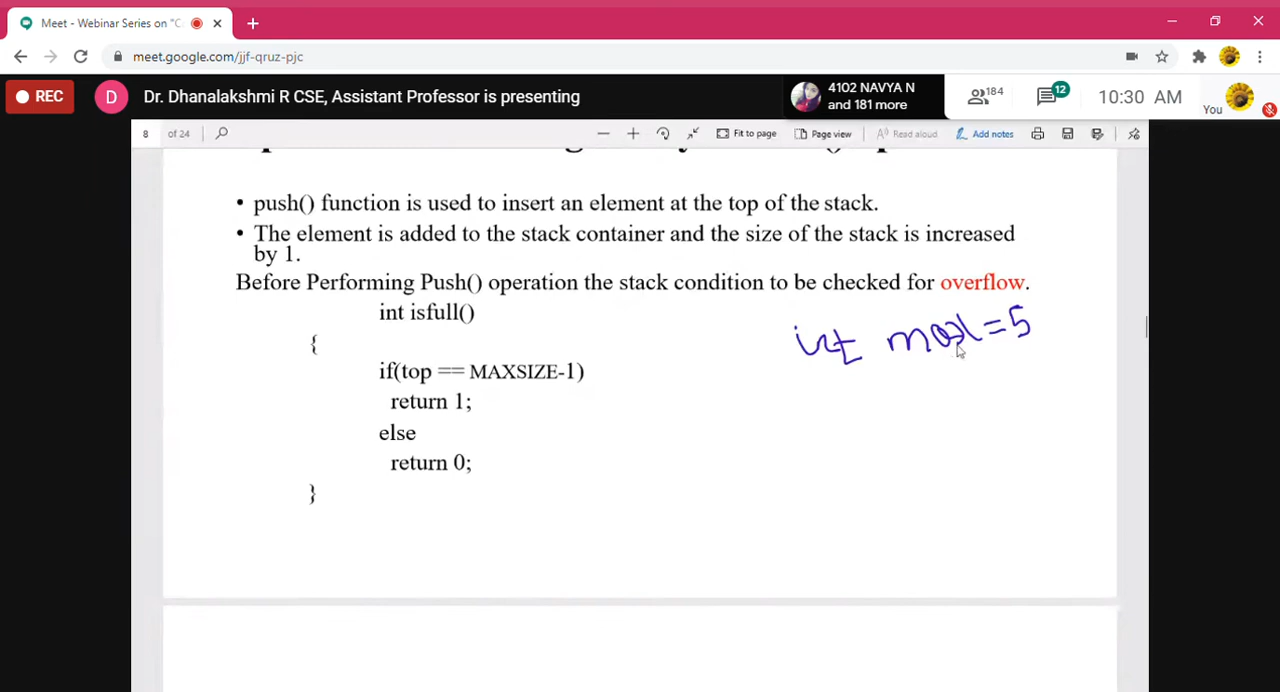 Meet - Webinar Series on "C
meet.google.com/jjf-qruz-pjc
REC
D
Dr. Dhanalakshmi R CSE, Assistant Professor is presenting
4102 NAVYA N
and 181 more
184
12
10:30 AM
You
8 of 24
Fit to page
Page view
Read aloud
Add notes
• push() function is used to insert an element at the top of the stack.
• The element is added to the stack container and the size of the stack is increased
by 1.
Before Performing Push() operation the stack condition to be checked for overflow.
int isfull()
int max=5
{
if(top == MAXSIZE-1)
return 1;
else
return 0;
}